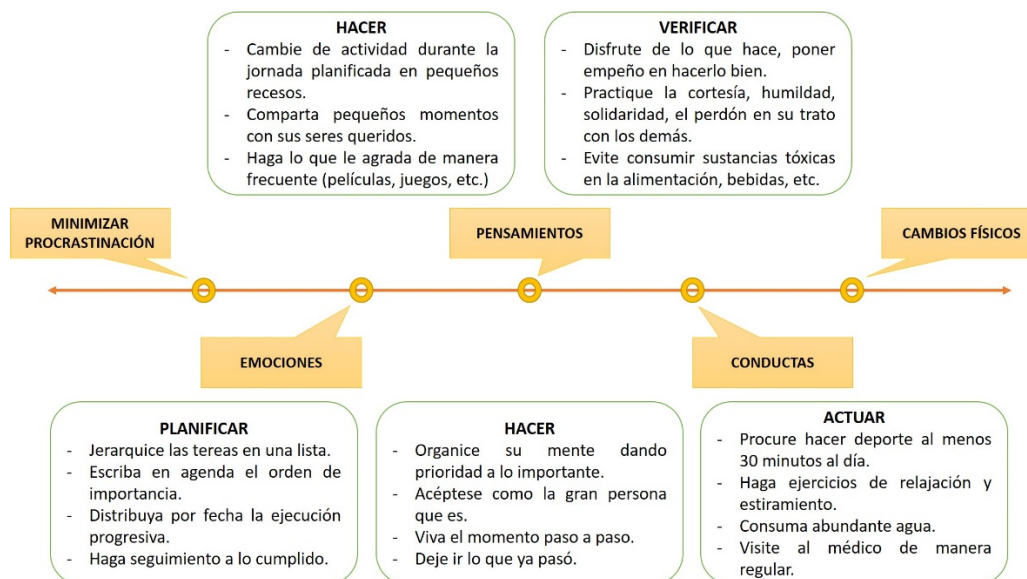 HACER
- Cambie de actividad durante la
jornada planificada en pequeños
recesos.
- Comparta pequeños momentos
con sus seres queridos.
- Haga lo que le agrada de manera
frecuente (películas, juegos, etc.)
VERIFICAR
- Disfrute de lo que hace, poner
empeño en hacerlo bien.
- Practique la cortesía, humildad,
solidaridad, el perdón en su trato
con los demás.
- Evite consumir sustancias tóxicas
en la alimentación, bebidas, etc.
MINIMIZAR
PROCRASTINACIÓN
PENSAMIENTOS
CAMBIOS FÍSICOS
EMOCIONES
CONDUCTAS
PLANIFICAR
- Jerarquice las tereas en una lista.
- Escriba en agenda el orden de
importancia.
- Distribuya por fecha la ejecución
progresiva.
- Haga seguimiento a lo cumplido.
HACER
- Organice su mente dando
prioridad a lo importante.
- Acéptese como la gran persona
que es.
- Viva el momento paso a paso.
- Deje ir lo que ya pasó.
ACTUAR
- Procure hacer deporte al menos
30 minutos al día.
- Haga ejercicios de relajación y
estiramiento.
- Consuma abundante agua.
- Visite al médico de manera
regular.